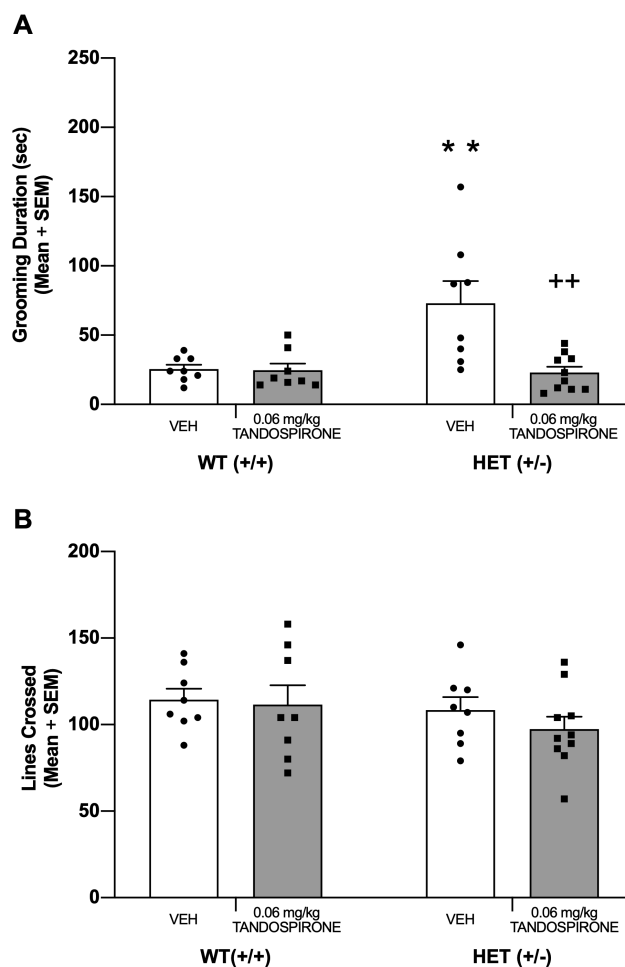 A
250
200
150
100
50
0
Grooming Duration (sec)
(Mean + SEM)
* *
++
VEH
0.06 mg/kg
TANDOSPIRONE
VEH
0.06 mg/kg
TANDOSPIRONE
WT (+/+)
HET (+/-)
B
200
150
100
50
0
Lines Crossed
(Mean + SEM)
VEH
0.06 mg/kg
TANDOSPIRONE
VEH
0.06 mg/kg
TANDOSPIRONE
WT(+/+)
HET (+/-)